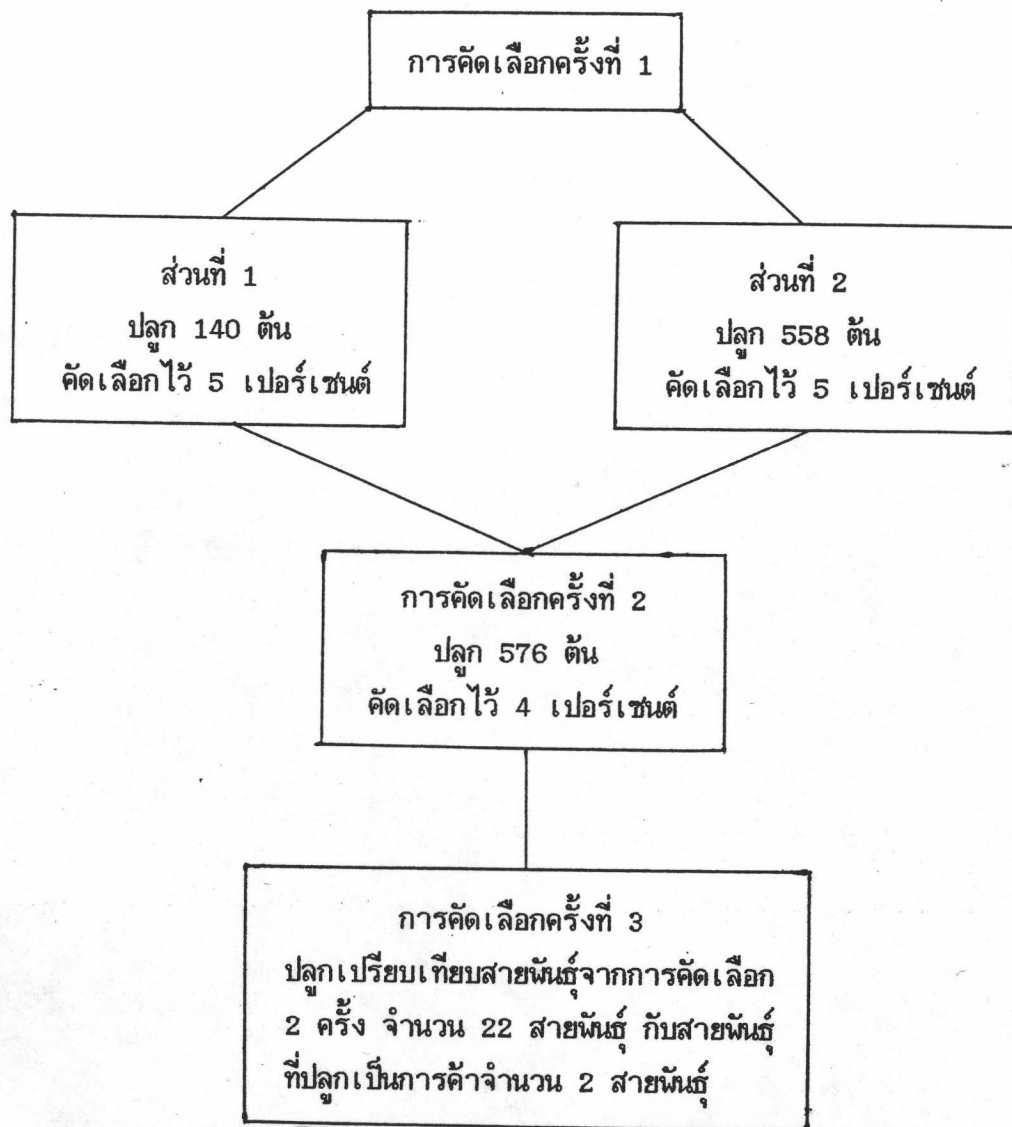 การคัดเลือกครั้งที่ 1
ส่วนที่ 1
ปลูก 140 ต้น
คัดเลือกไว้ 5 เปอร์เซนต์
ส่วนที่ 2
ปลูก 558 ต้น
คัดเลือกไว้ 5 เปอร์เซนต์
การคัดเลือกครั้งที่ 2
ปลูก 576 ต้น
คัดเลือกไว้ 4 เปอร์เซนต์
การคัดเลือกครั้งที่ 3
ปลูกเปรียบเทียบสายพันธุ์จากการคัดเลือก
2 ครั้ง จำนวน 22 สายพันธุ์ กับสายพันธุ์
ที่ปลูกเป็นการค้าจำนวน 2 สายพันธุ์